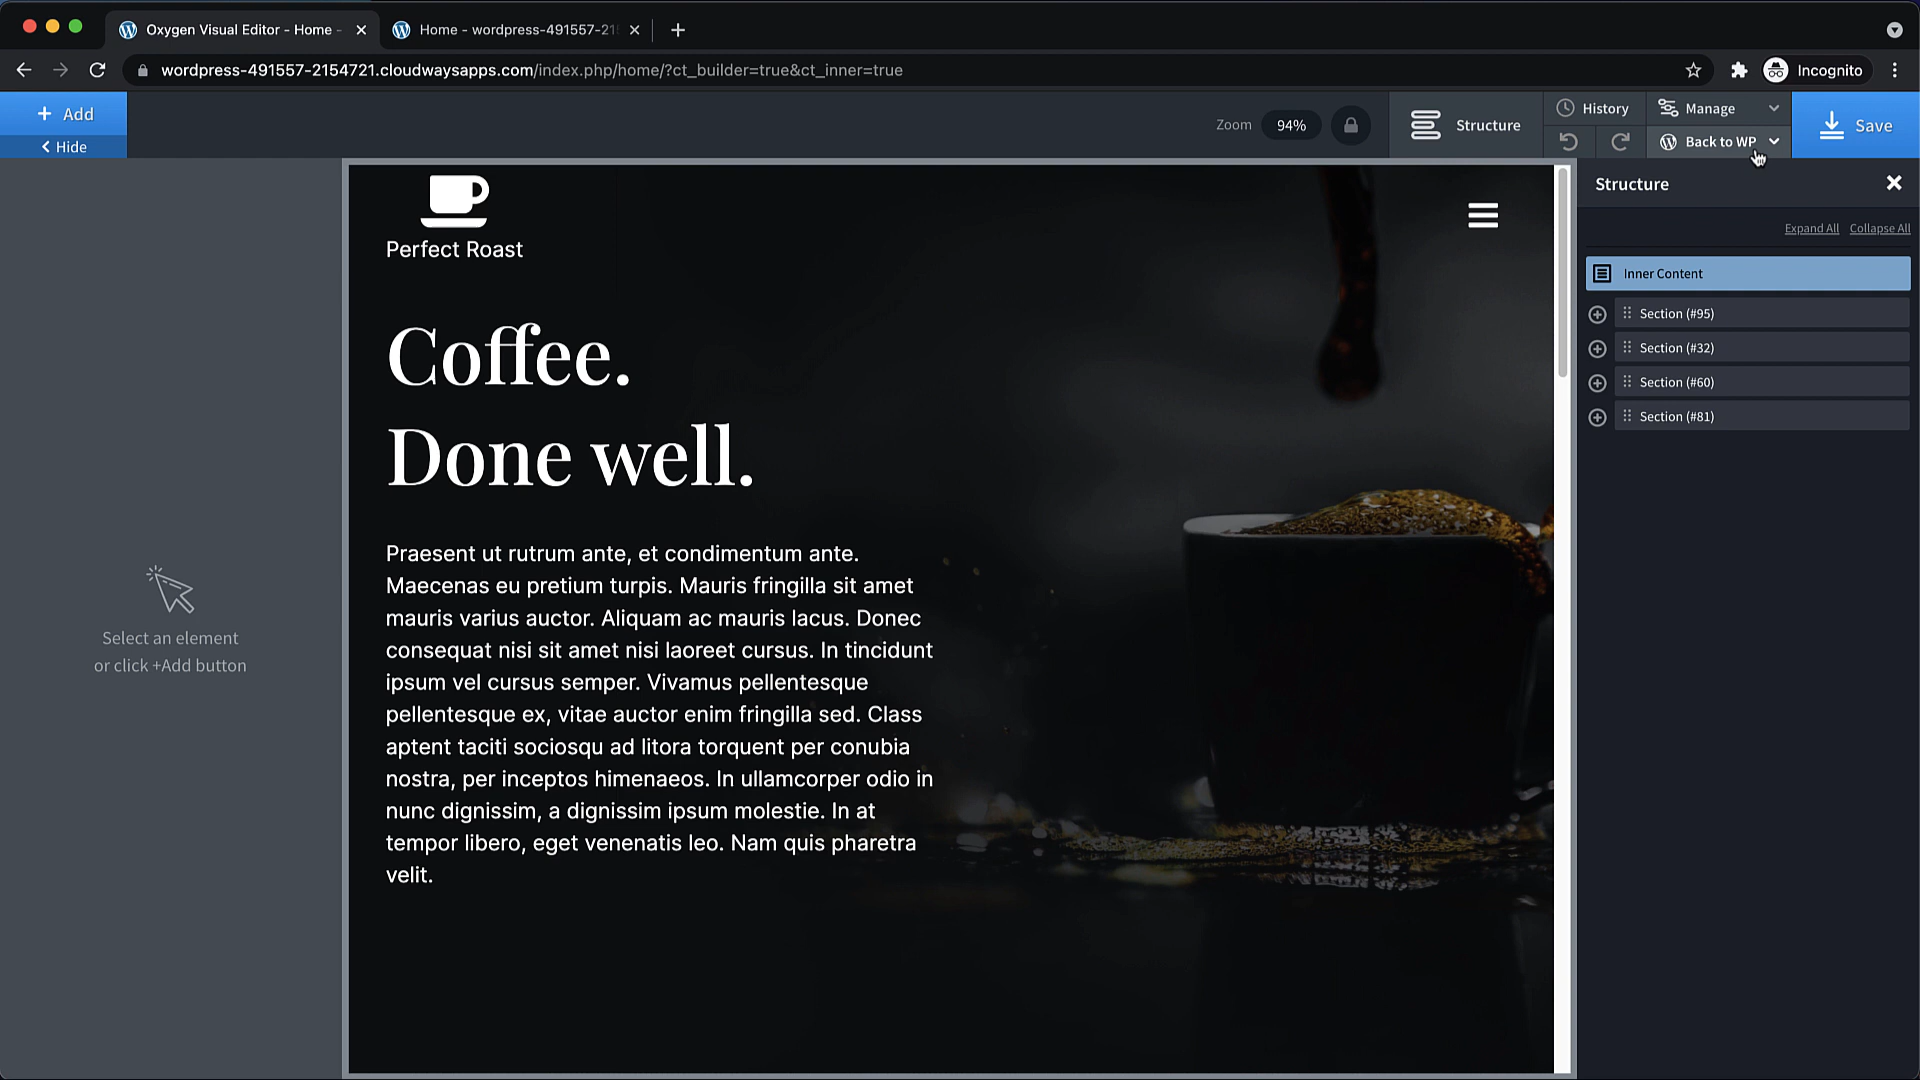 Oxygen Visual Editor - Home -
Home - wordpress-491557-21
wordpress-491557-2154721.cloudwaysapps.com/index.php/home/?ct_builder=true&ct_inner=true
Incognito
+ Add
Hide
Zoom
94%
Structure
History
Manage
Back to WP
Save
Structure
Expand All
Collapse All
Inner Content
Section (#95)
Section (#32)
Section (#60)
Section (#81)
Select an element
or click +Add button
Perfect Roast
Coffee.
Done well.
Praesent ut rutrum ante, et condimentum ante.
Maecenas eu pretium turpis. Mauris fringilla sit amet
mauris varius auctor. Aliquam ac mauris lacus. Donec
consequat nisi sit amet nisi laoreet cursus. In tincidunt
ipsum vel cursus semper. Vivamus pellentesque
pellentesque ex, vitae auctor enim fringilla sed. Class
aptent taciti sociosqu ad litora torquent per conubia
nostra, per inceptos himenaeos. In ullamcorper odio in
nunc dignissim, a dignissim ipsum molestie. In at
tempor libero, eget venenatis leo. Nam quis pharetra
velit.